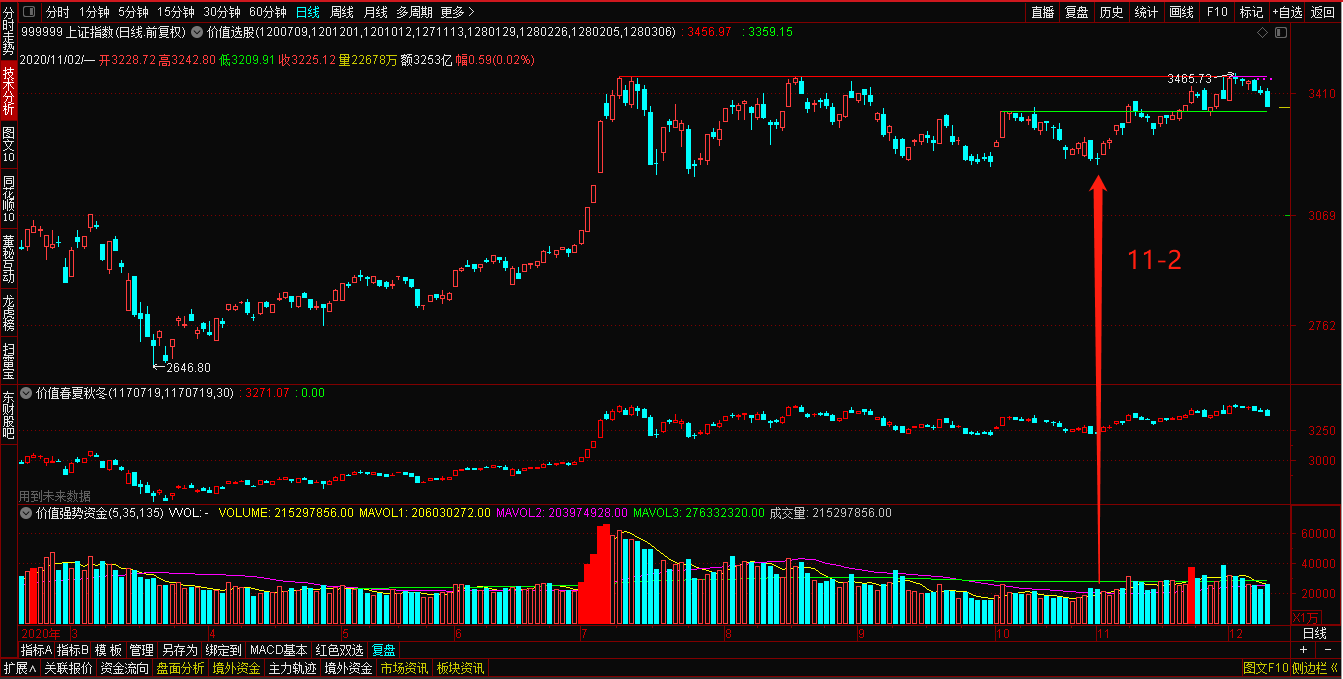 分时 1分钟 5分钟 15分钟 30分钟 60分钟 日线 周线 月线 多周期 更多> 直播 复盘 历史 统计 画线 F10 标记 +自选 返回
999999 上证指数(日线.前复权) 价值选股(1200709,1201201,1201012,1271113,1280129,1280226,1280205,1280306) : 3456.97 : 3359.15
2020/11/02/一 开3228.72 高3242.80 低3209.91 收3225.12 量22678万 额3253亿 幅0.59(0.02%)
分时走势
技术分析
图文10
同花顺10
董秘互动
龙虎榜
扫雷宝
东财股吧
3465.73
3410
3069
11-2
2762
2646.80
价值春夏秋冬(1170719,1170719,30) : 3271.07 : 0.00
3250
3000
用到未来数据
价值强势资金(5,35,135) VVOL: - VOLUME: 215297856.00 MAVOL1: 206030272.00 MAVOL2: 203974928.00 MAVOL3: 276332320.00 成交量: 215297856.00
60000
40000
20000
X1万
2020年 3 4 5 6 7 8 9 10 11 12 日线
指标A 指标B 模板 管理 另存为 绑定到 MACD基本 红色双选 复盘 + -
扩展∧ 关联报价 资金流向 盘面分析 境外资金 主力轨迹 境外资金 市场资讯 板块资讯 图文F10 侧边栏《